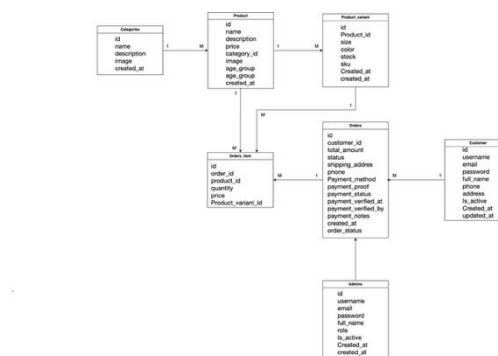 Categories
id
name
description
image
created_at
1
M
Product
id
name
description
price
category_id
image
age_group
age_group
created_at
1
M
Product_variant
id
Product_id
size
color
stock
sku
Created_at
created_at
1
1
M
M
Orders_item
id
order_id
product_id
quantity
price
Product_variant_id
M
1
Orders
id
customer_id
total_amount
status
shipping_addres
phone
Payment_method
payment_proof
payment_status
payment_verified_at
payment_verified_by
payment_notes
created_at
order_status
M
1
Customer
id
username
email
password
full_name
phone
address
Is_active
Created_at
updated_at
Admins
id
username
email
password
full_name
role
Is_active
Created_at
created_at